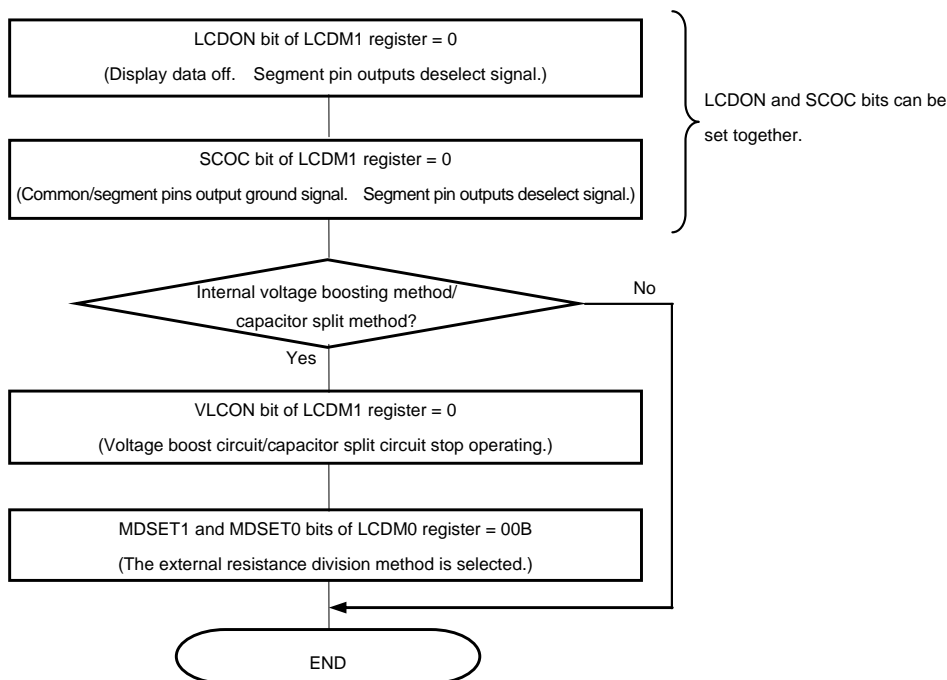 LCDON bit of LCDM1 register = 0
(Display data off. Segment pin outputs deselect signal.)
LCDON and SCOC bits can be
set together.
SCOC bit of LCDM1 register = 0
(Common/segment pins output ground signal. Segment pin outputs deselect signal.)
Internal voltage boosting method/
capacitor split method?
No
Yes
VLCON bit of LCDM1 register = 0
(Voltage boost circuit/capacitor split circuit stop operating.)
MDSET1 and MDSET0 bits of LCDM0 register = 00B
(The external resistance division method is selected.)
END